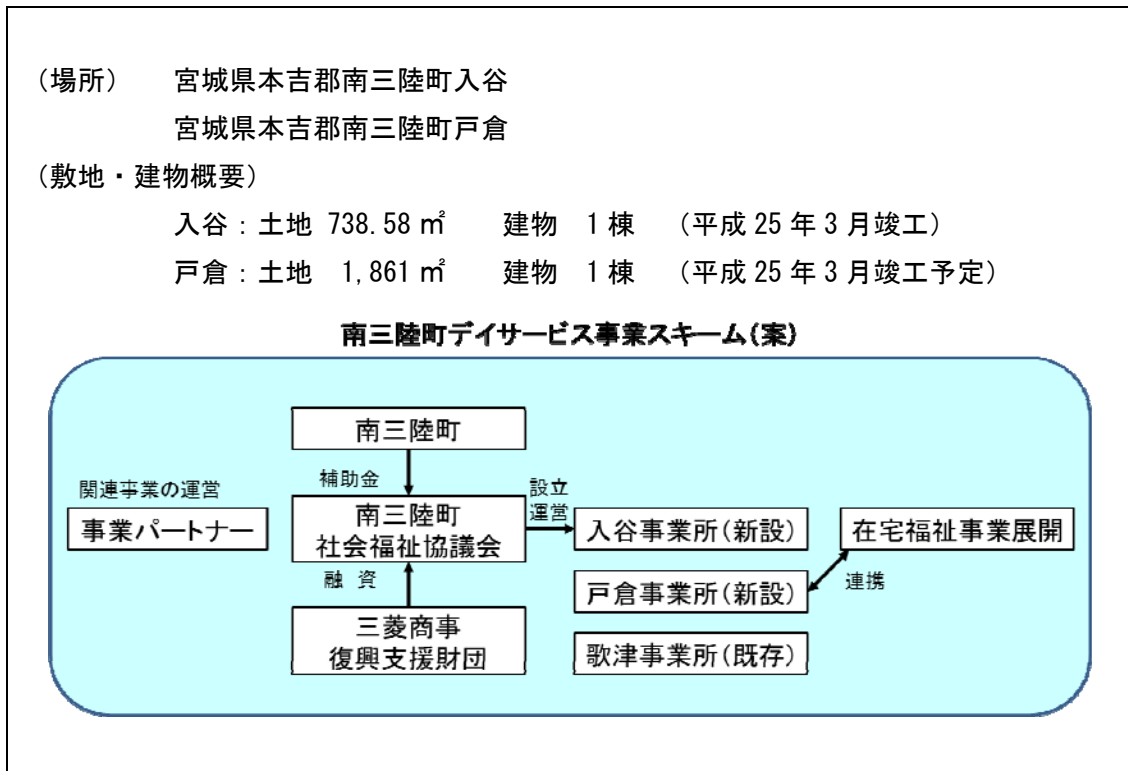 (場所) 宮城県本吉郡南三陸町入谷
宮城県本吉郡南三陸町戸倉
(敷地・建物概要)
入谷:土地 738.58 ㎡ 建物 1棟 (平成 25 年 3 月竣工)
戸倉:土地 1,861 ㎡ 建物 1棟 (平成 25 年 3 月竣工予定)
南三陸町デイサービス事業スキーム(案)
南三陸町
関連事業の運営
補助金
設立
運営
事業パートナー
南三陸町
社会福祉協議会
入谷事業所(新設)
在宅福祉事業展開
融 資
戸倉事業所(新設)
連携
三菱商事
復興支援財団
歌津事業所(既存)